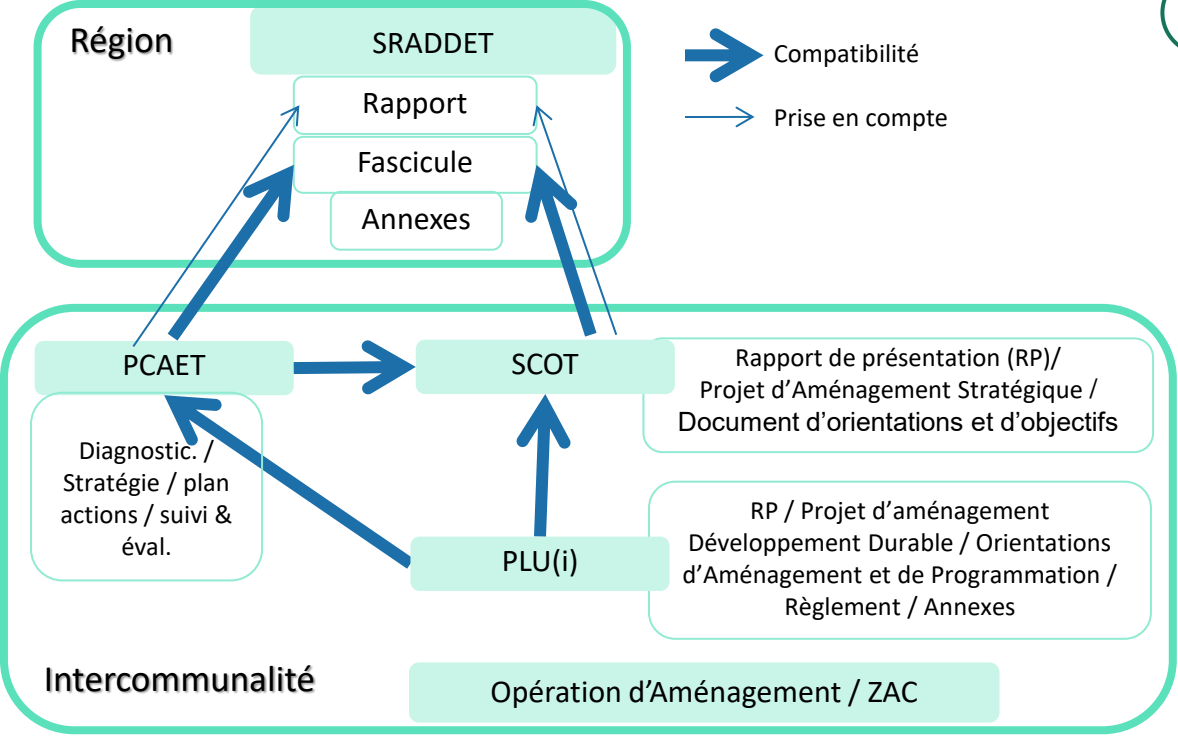 Région
SRADDET
Rapport
Fascicule
Annexes
Compatibilité
Prise en compte
PCAET
Diagnostic. /
Stratégie / plan
actions / suivi &
éval.
SCOT
Rapport de présentation (RP)/
Projet d’Aménagement Stratégique /
Document d’orientations et d’objectifs
PLU(i)
RP / Projet d’aménagement
Développement Durable / Orientations
d’Aménagement et de Programmation /
Règlement / Annexes
Intercommunalité
Opération d’Aménagement / ZAC